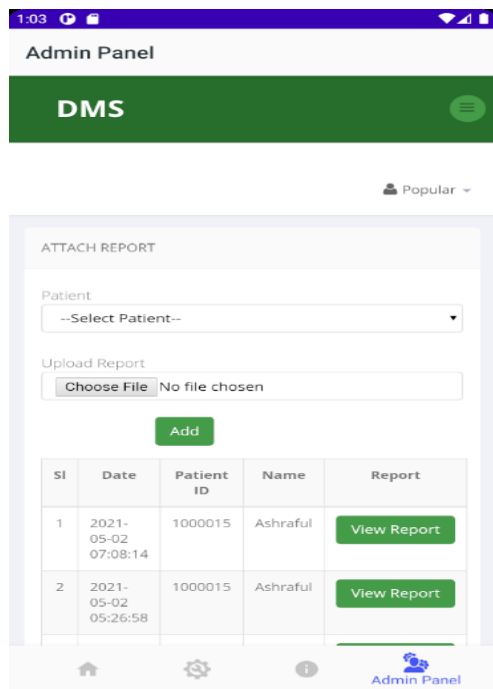 1:03
Admin Panel
DMS
Popular
ATTACH REPORT
Patient
--Select Patient--
Upload Report
Choose File No file chosen
Add
Sl Date Patient ID Name Report
1 2021-05-02 07:08:14 1000015 Ashraful View Report
2 2021-05-02 05:26:58 1000015 Ashraful View Report
Admin Panel